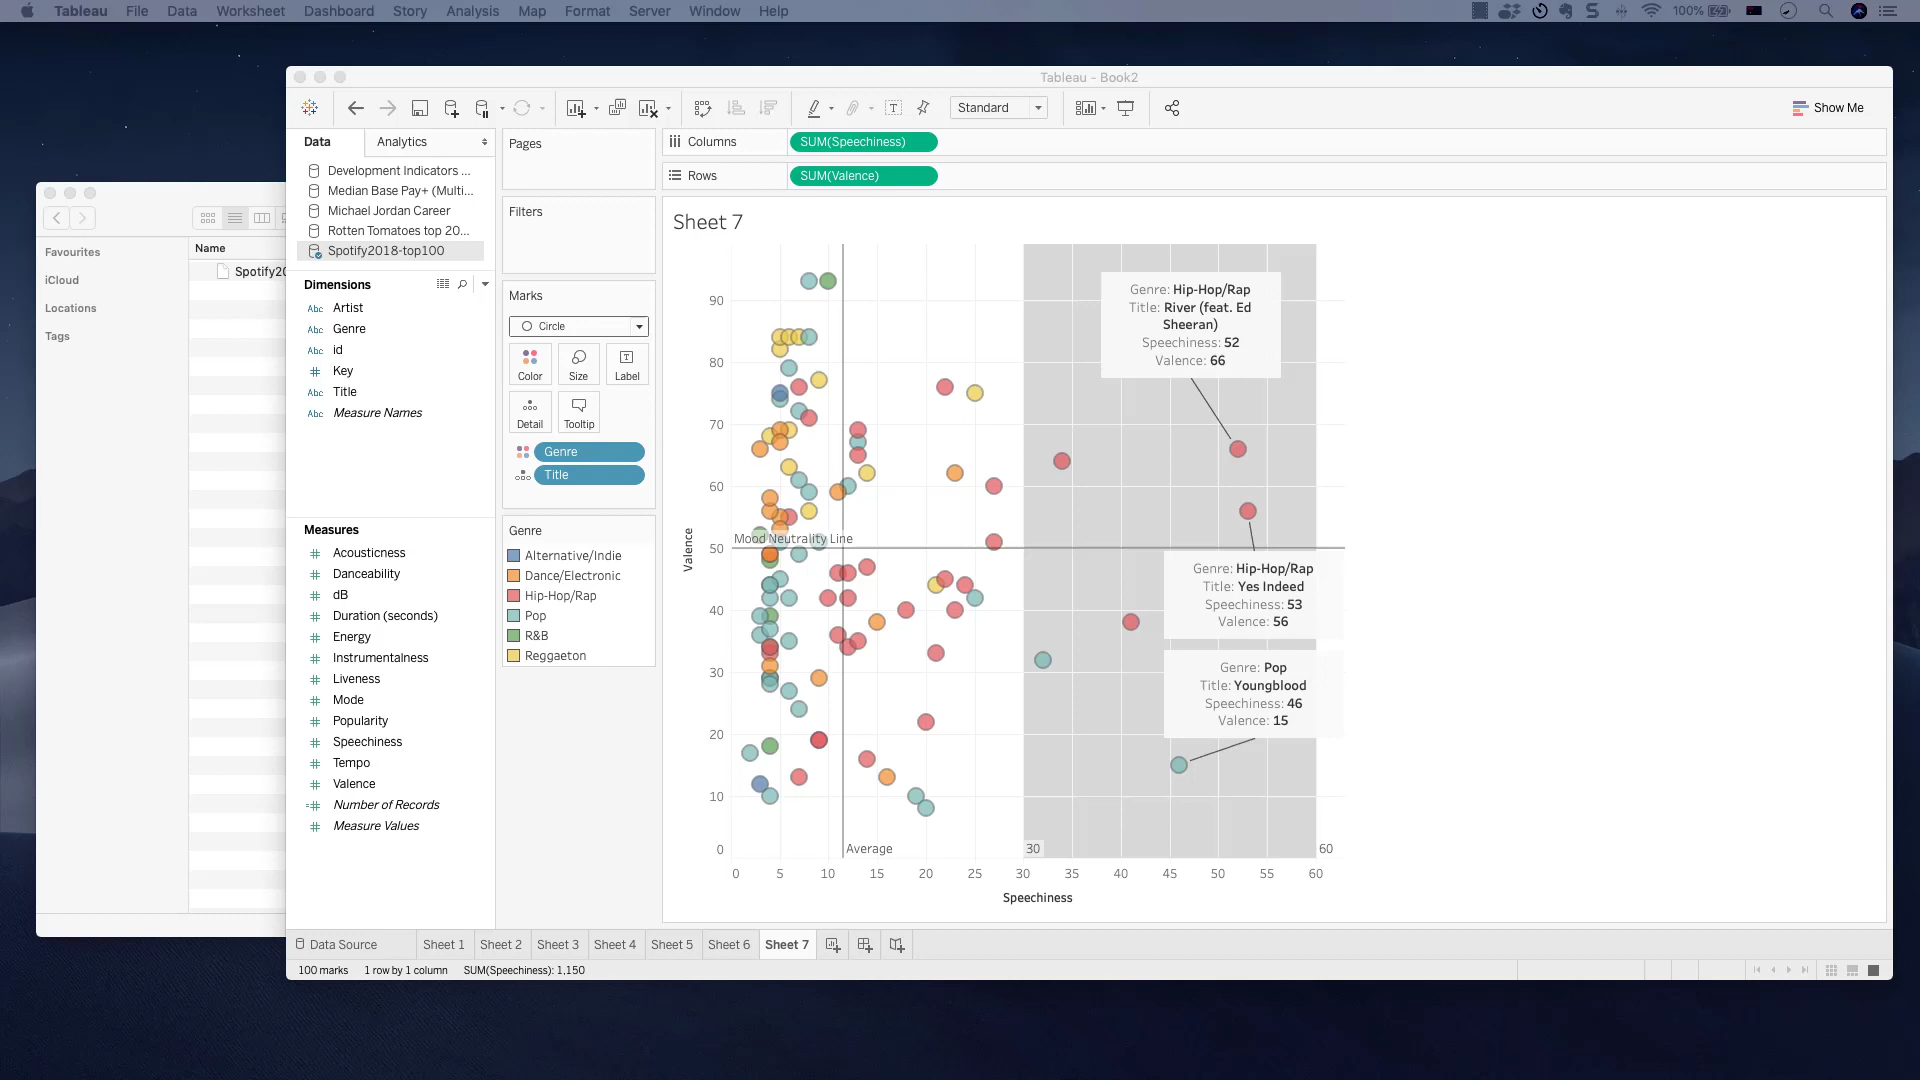 Tableau File Data Worksheet Dashboard Story Analysis Map Format Server Window Help
100%
Tableau - Book2
Standard
Show Me
Favourites
iCloud
Locations
Tags
Name
Data
Analytics
Development Indicators ...
Median Base Pay+ (Multi...
Michael Jordan Career
Rotten Tomatoes top 20...
Spotify2018-top100
Dimensions
Abc Artist
Abc Genre
Abc id
Key
Abc Title
Abc Measure Names
Measures
Acousticness
Danceability
dB
Duration (seconds)
Energy
Instrumentalness
Liveness
Mode
Popularity
Speechiness
Tempo
Valence
Number of Records
Measure Values
Pages
Filters
Marks
Circle
Color
Size
Label
Detail
Tooltip
Genre
Title
Genre
Alternative/Indie
Dance/Electronic
Hip-Hop/Rap
Pop
R&B
Reggaeton
Columns
SUM(Speechiness)
Rows
SUM(Valence)
Sheet 7
Valence
90
80
70
60
50
40
30
20
10
0
Mood Neutrality Line
Average
30
60
Genre: Hip-Hop/Rap
Title: River (feat. Ed
Sheeran)
Speechiness: 52
Valence: 66
Genre: Hip-Hop/Rap
Title: Yes Indeed
Speechiness: 53
Valence: 56
Genre: Pop
Title: Youngblood
Speechiness: 46
Valence: 15
0 5 10 15 20 25 30 35 40 45 50 55 60
Speechiness
Data Source
Sheet 1
Sheet 2
Sheet 3
Sheet 4
Sheet 5
Sheet 6
Sheet 7
100 marks 1 row by 1 column SUM(Speechiness): 1,150